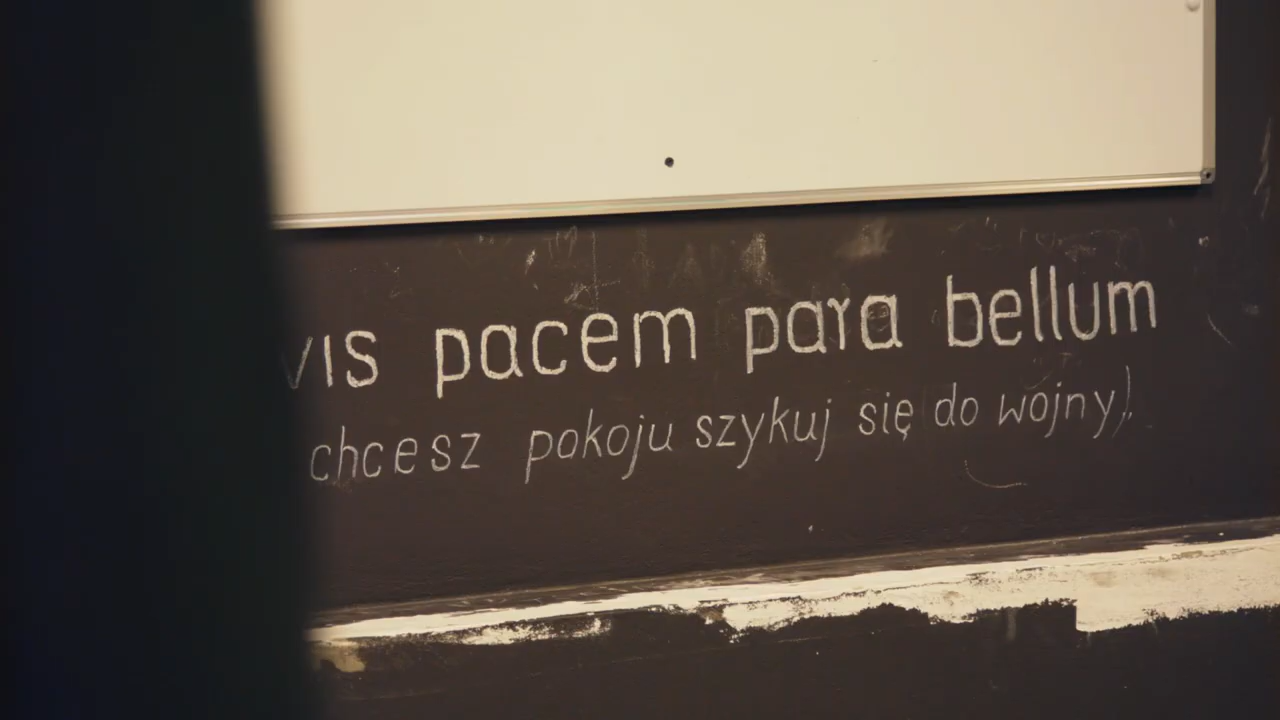 vis pacem para bellum
chcesz pokoju szykuj się do wojny).